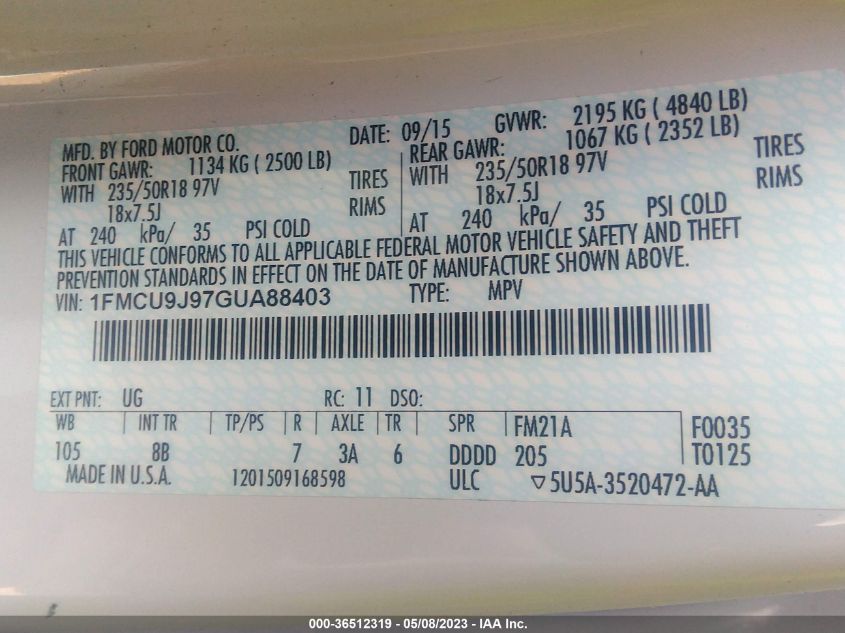 MFD. BY FORD MOTOR CO. DATE: 09/15 GVWR: 2195 KG ( 4840 LB)
FRONT GAWR: 1134 KG ( 2500 LB) REAR GAWR: 1067 KG ( 2352 LB)
WITH 235/50R18 97V TIRES WITH 235/50R18 97V TIRES
18x7.5J RIMS 18x7.5J RIMS
AT 240 kPa/ 35 PSI COLD AT 240 kPa/ 35 PSI COLD
THIS VEHICLE CONFORMS TO ALL APPLICABLE FEDERAL MOTOR VEHICLE SAFETY AND THEFT
PREVENTION STANDARDS IN EFFECT ON THE DATE OF MANUFACTURE SHOWN ABOVE.
VIN: 1FMCU9J97GUA88403 TYPE: MPV
EXT PNT: UG RC: 11 DSO:
WB INT TR TP/PS R AXLE TR SPR FM21A F0035
105 8B 7 3A 6 DDDD 205 T0125
MADE IN U.S.A. 1201509168598 ULC ▽5U5A-3520472-AA
000-36512319 - 05/08/2023 - IAA Inc.